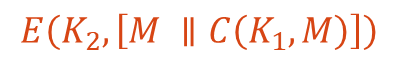 E(K₂, [M ‖ C(K₁, M)])